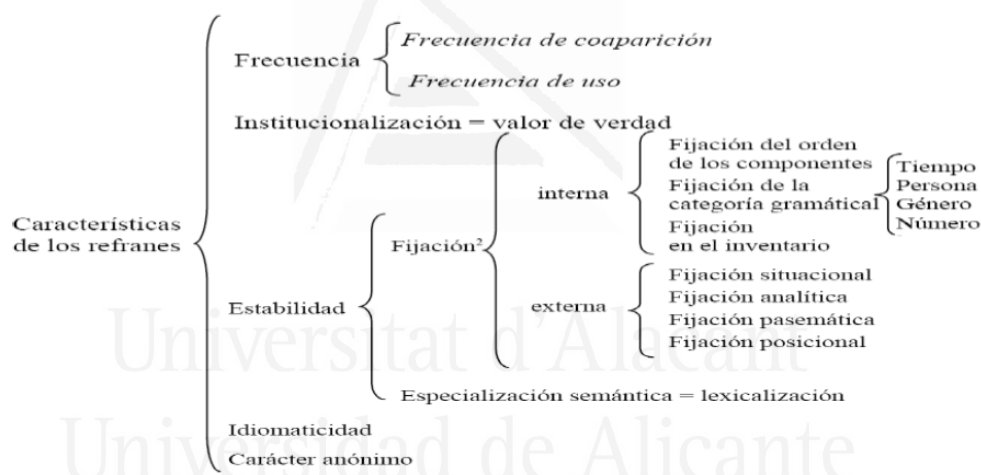 Frecuencia
Frecuencia de coaparición
Frecuencia de uso
Institucionalización = valor de verdad
Características
de los refranes
Estabilidad
Fijación²
interna
Fijación del orden
de los componentes
Fijación de la
categoría gramátical
Tiempo
Persona
Género
Número
Fijación
en el inventario
externa
Fijación situacional
Fijación analítica
Fijación pasemática
Fijación posicional
Especialización semántica = lexicalización
Idiomaticidad
Carácter anónimo
Universitat d'Alacant
Universidad de Alicante